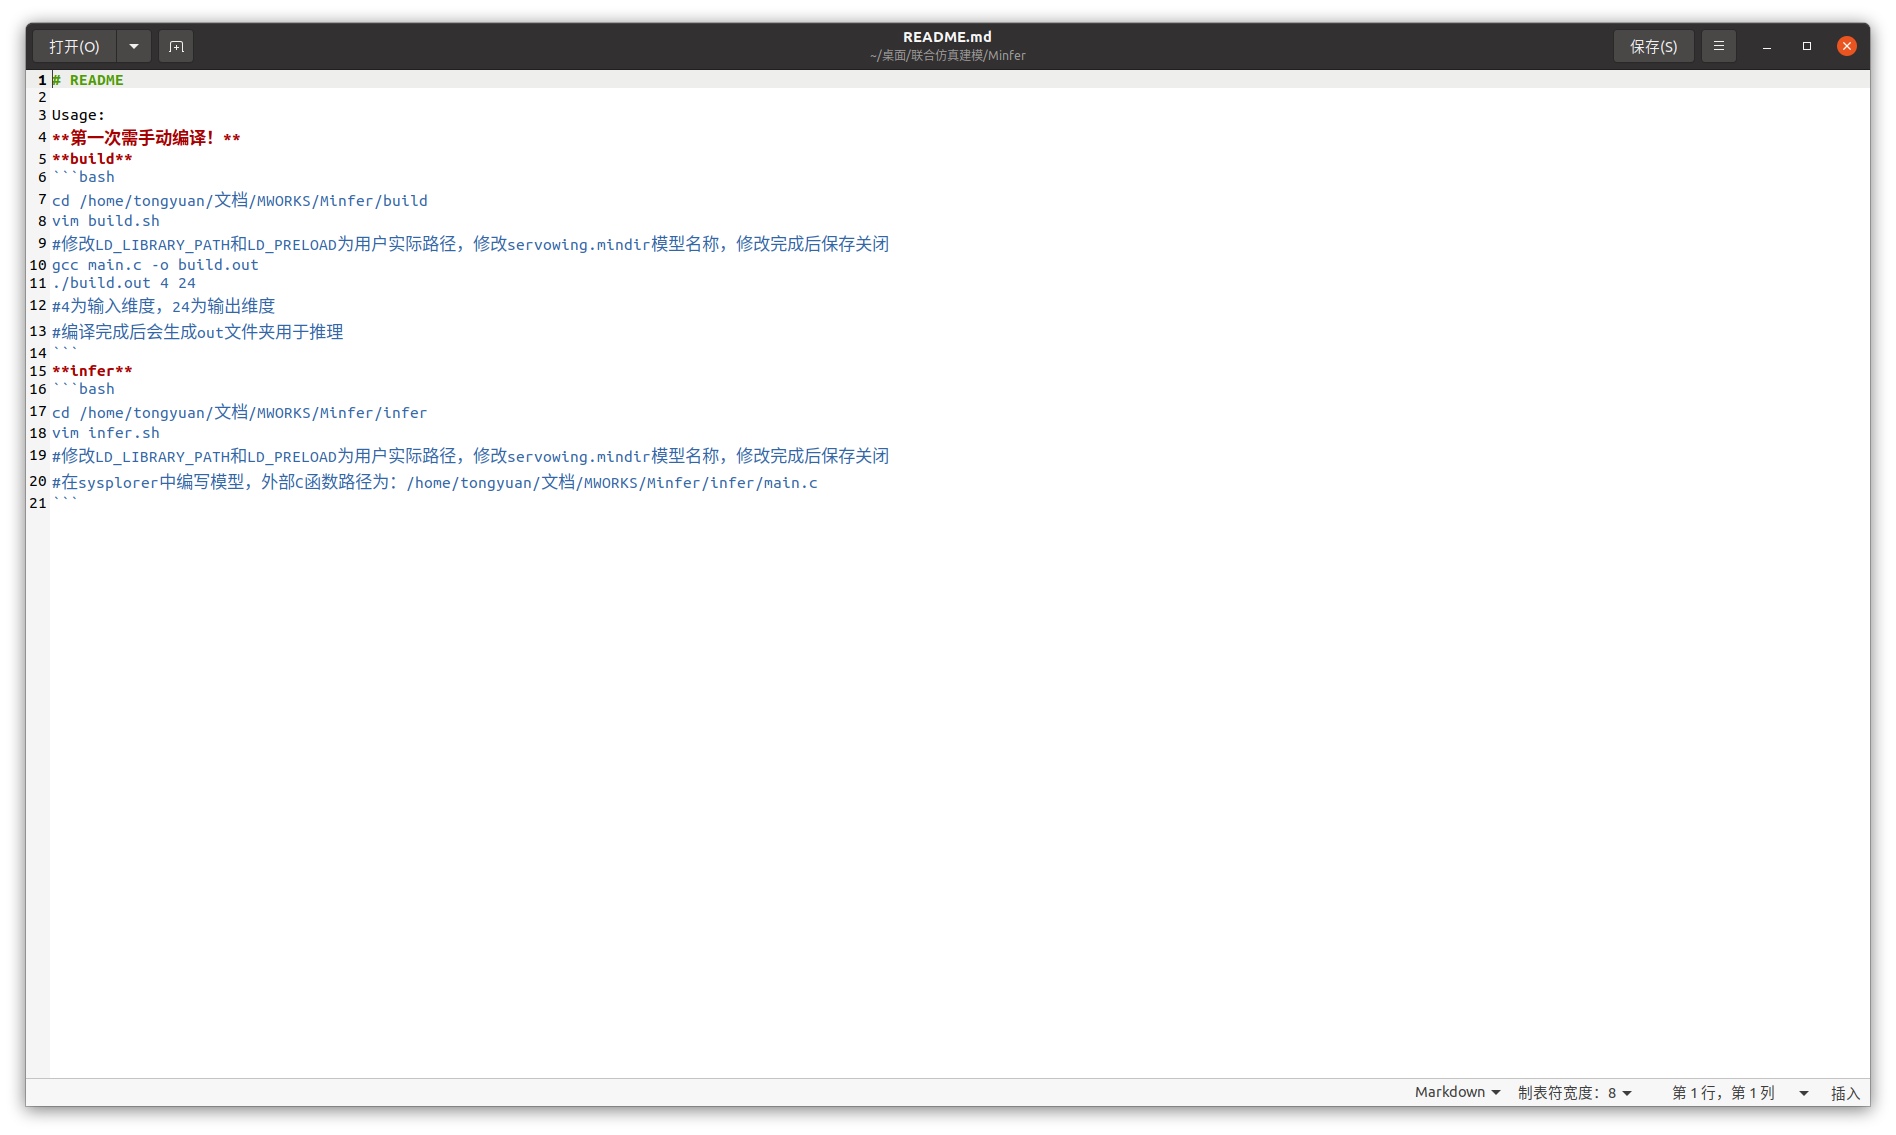 打开(O)
README.md
~/桌面/联合仿真建模/Minfer
保存(S)
1 # README
2
3 Usage:
4 **第一次需手动编译！**
5 **build**
6 ```bash
7 cd /home/tongyuan/文档/MWORKS/Minfer/build
8 vim build.sh
9 #修改LD_LIBRARY_PATH和LD_PRELOAD为用户实际路径，修改servowing.mindir模型名称，修改完成后保存关闭
10 gcc main.c -o build.out
11 ./build.out 4 24
12 #4为输入维度，24为输出维度
13 #编译完成后会生成out文件夹用于推理
14 ```
15 **infer**
16 ```bash
17 cd /home/tongyuan/文档/MWORKS/Minfer/infer
18 vim infer.sh
19 #修改LD_LIBRARY_PATH和LD_PRELOAD为用户实际路径，修改servowing.mindir模型名称，修改完成后保存关闭
20 #在sysplorer中编写模型，外部C函数路径为：/home/tongyuan/文档/MWORKS/Minfer/infer/main.c
21 ```
Markdown 制表符宽度：8 第 1 行，第 1 列 插入